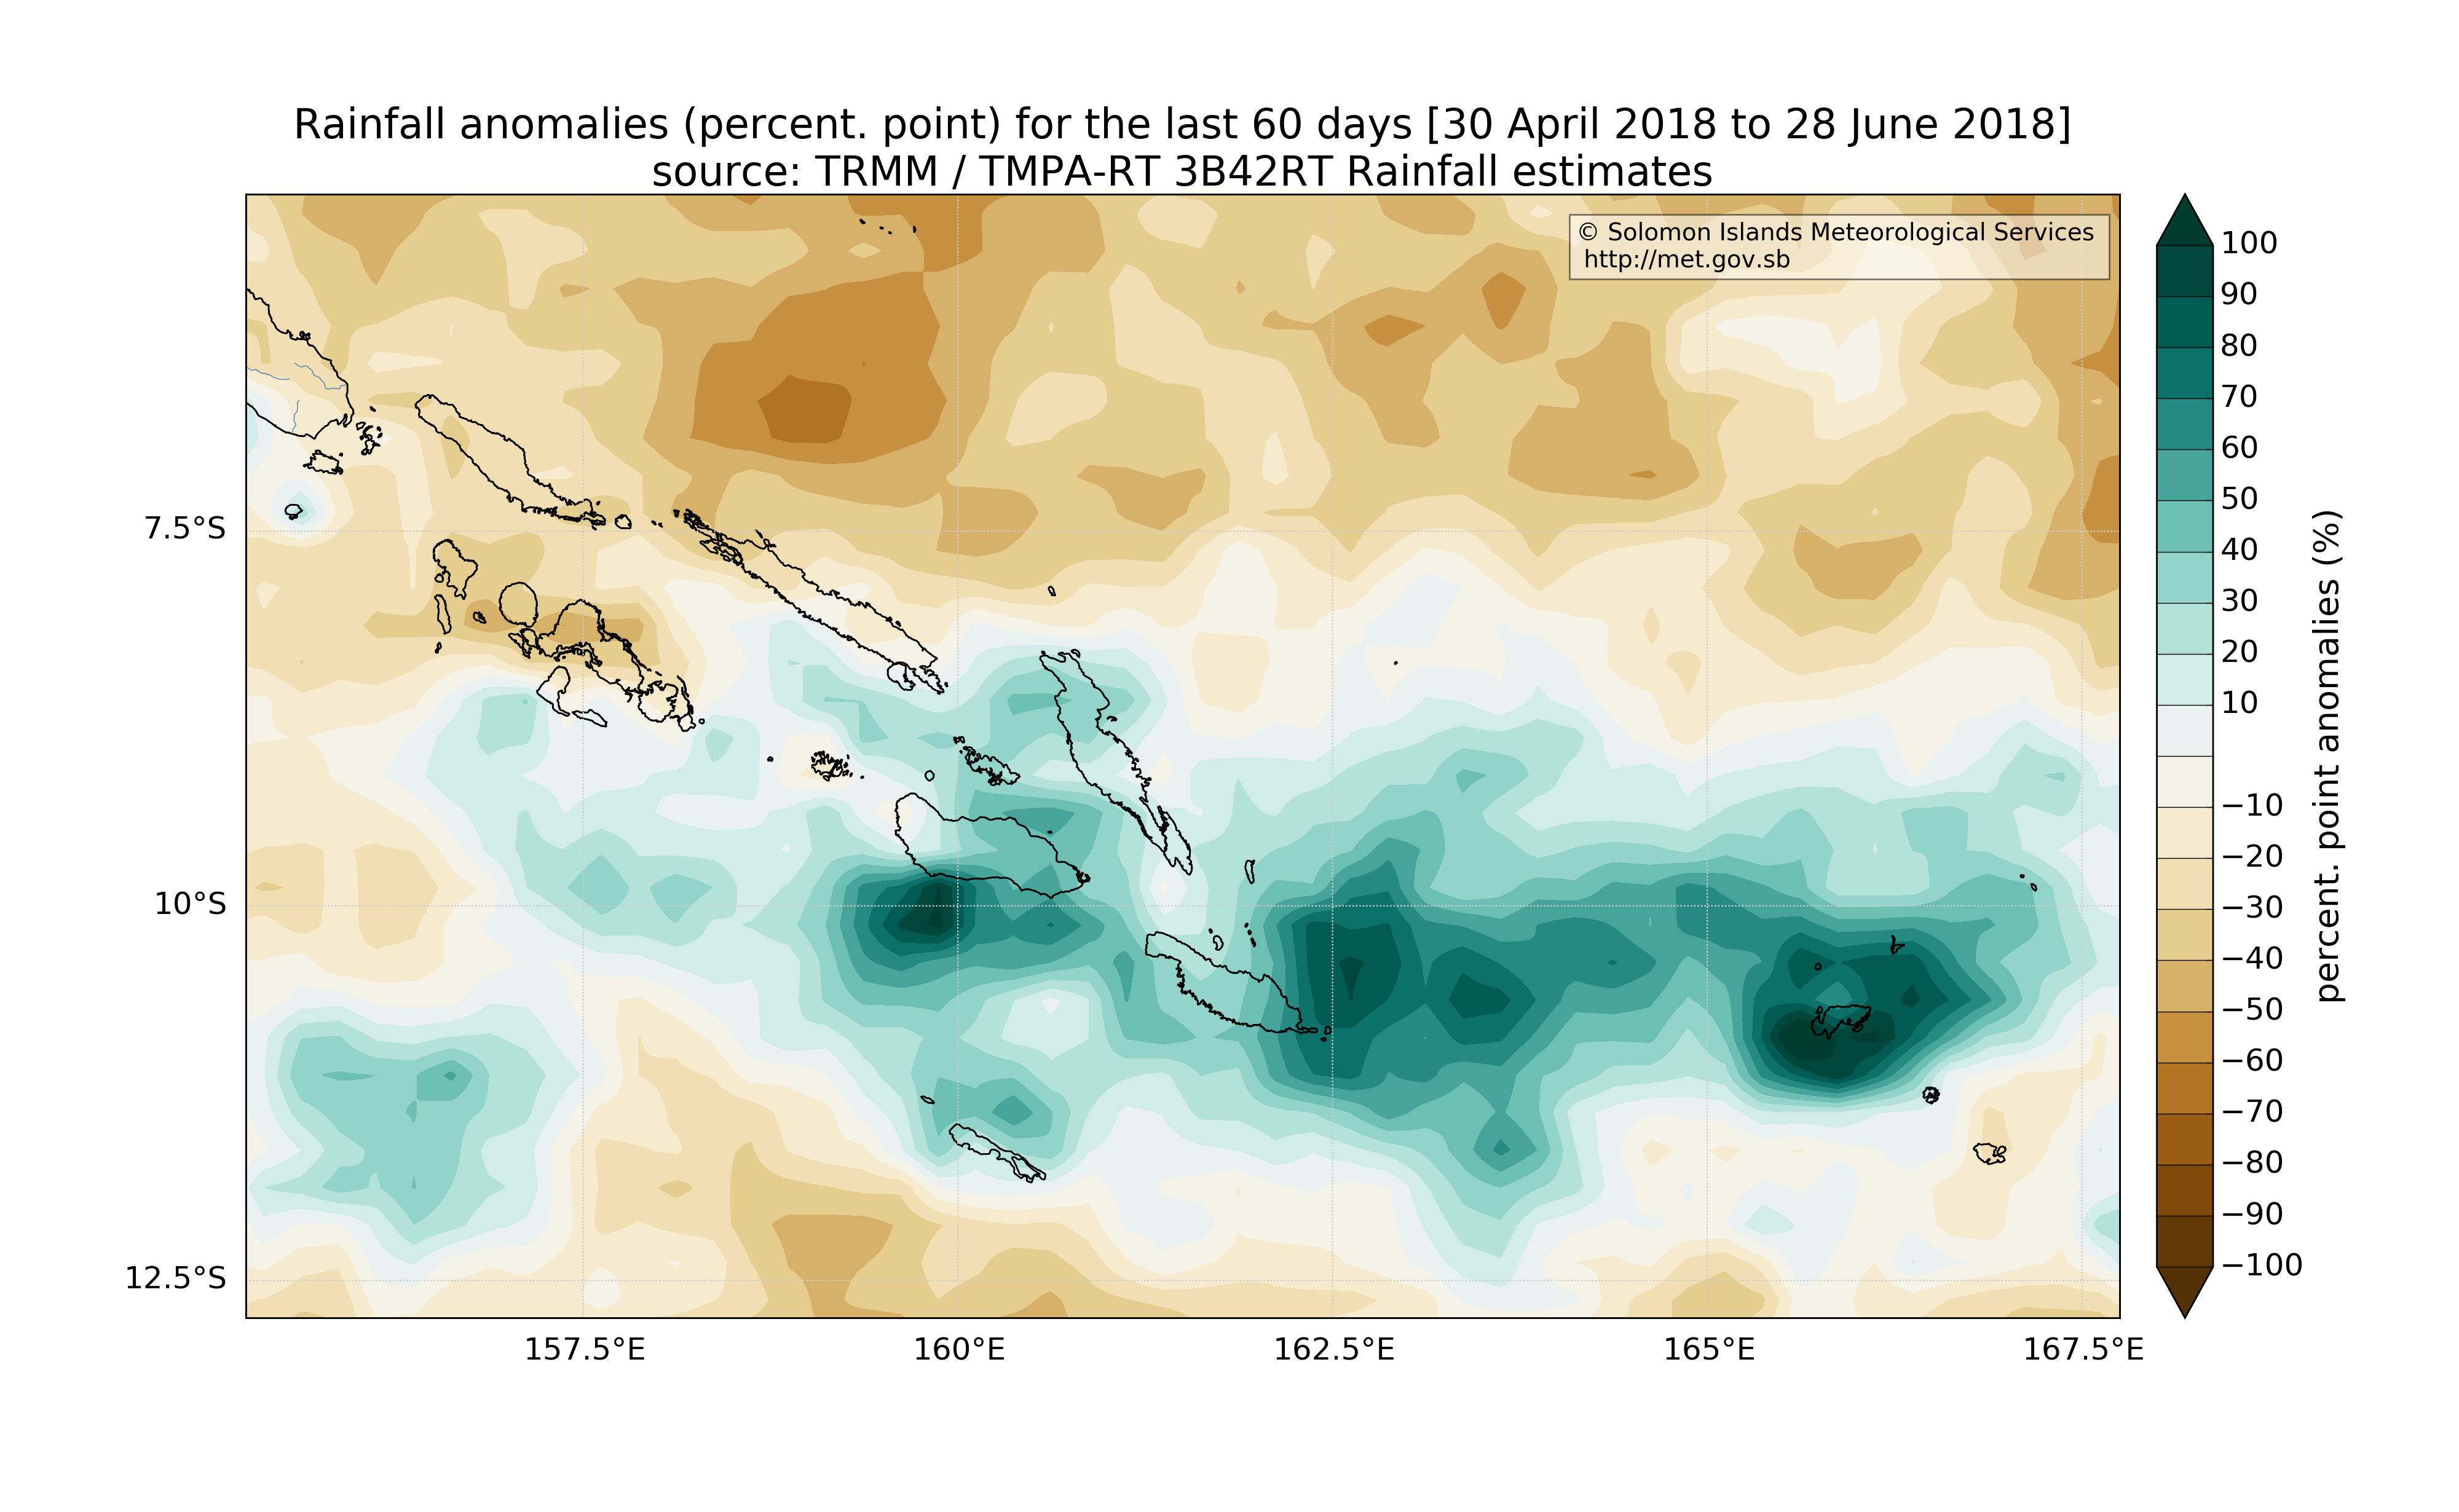 Rainfall anomalies (percent. point) for the last 60 days [30 April 2018 to 28 June 2018]
source: TRMM / TMPA-RT 3B42RT Rainfall estimates
© Solomon Islands Meteorological Services
http://met.gov.sb
7.5°S
10°S
12.5°S
157.5°E
160°E
162.5°E
165°E
167.5°E
100
90
80
70
60
50
40
30
20
10
−10
−20
−30
−40
−50
−60
−70
−80
−90
−100
percent. point anomalies (%)